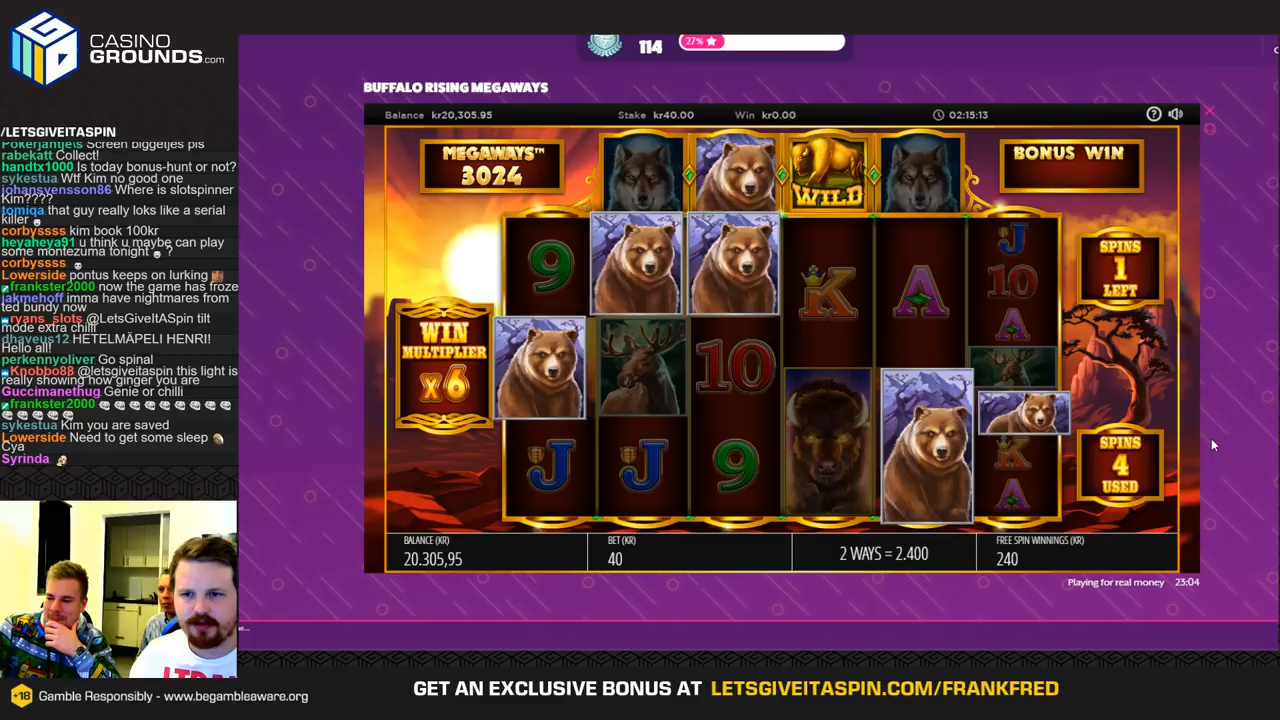 CASINO
GROUNDS.com
/LETSGIVEITASPIN
Pokerjantje\s Screen biggetjes pls
rabekatt Collect!
handtx1000 Is today bonus-hunt or not?
sykestua Wtf Kim no good one
johansvensson86 Where is slotspinner
Kim????
tomiqa that guy really loks like a serial
killer
corbyssss kim book 100kr
heyaheya91 u think u maybe can play
some montezuma tonight ?
corbyssss
Lowerside pontus keeps on lurking
frankster2000 now the game has froze
jakmehoff imma have nightmares from
ted bundy now
ryans_slots @LetsGiveItASpin tilt
mode extra chilli
dhaveus12 HETELMÄPELI HENRI!
Hello all!
perkemyoliver Go spinal
Knobbo88 @letsgiveitaspin this light is
really showing how ginger you are
Guccimanethug Genie or chilli
frankster2000
sykestua Kim you are saved
Lowerside Need to get some sleep
Cya
Syrinda
114
27%
BUFFALO RISING MEGAWAYS
Balance kr20,305.95
Stake kr40.00
Win kr0.00
02:15:13
MEGAWAYS™
3024
WILD
BONUS WIN
9
K
A
J
10
A
SPINS
1
LEFT
WIN
MULTIPLIER
x6
10
J
J
9
K
A
SPINS
4
USED
BALANCE (KR)
20.305,95
BET (KR)
40
2 WAYS = 2.400
FREE SPIN WINNINGS (KR)
240
Playing for real money 23:04
+18 Gamble Responsibly - www.begambleaware.org
GET AN EXCLUSIVE BONUS AT LETSGIVEITASPIN.COM/FRANKFRED